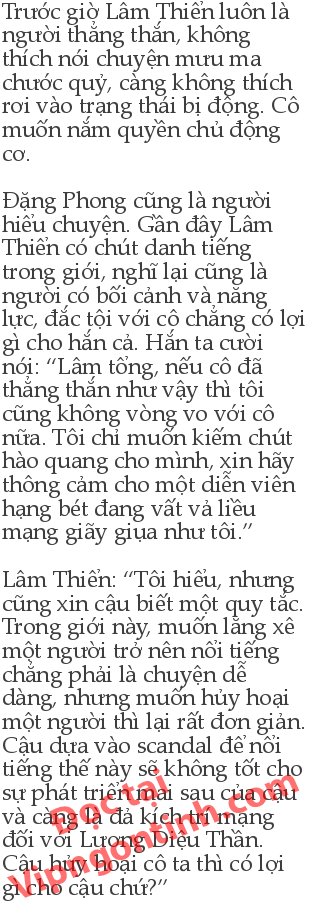 Trước giờ Lâm Thiển luôn là
người thẳng thắn, không
thích nói chuyện mưu ma
chước quỷ, càng không thích
rơi vào trạng thái bị động. Cô
muốn nắm quyền chủ động
cơ.
Đặng Phong cũng là người
hiểu chuyện. Gần đây Lâm
Thiển có chút danh tiếng
trong giới, nghĩ lại cũng là
người có bối cảnh và năng
lực, đắc tội với cô chẳng có lợi
gì cho hắn cả. Hắn ta cười
nói: “Lâm tổng, nếu cô đã
thẳng thắn như vậy thì tôi
cũng không vòng vo với cô
nữa. Tôi chỉ muốn kiếm chút
hào quang cho mình, xin hãy
thông cảm cho một diễn viên
hạng bét đang vất vả liều
mạng giãy giụa như tôi.”
Lâm Thiển: “Tôi hiểu, nhưng
cũng xin cậu biết một quy tắc.
Trong giới này, muốn lăng xê
một người trở nên nổi tiếng
chẳng phải là chuyện dễ
dàng, nhưng muốn hủy hoại
một người thì lại rất đơn giản.
Cậu dựa vào scandal để nổi
tiếng thế này sẽ không tốt cho
sự phát triển mai sau của cậu
và càng là đả kích trí mạng
đối với Lương Diệu Thần.
Cậu hủy hoại cô ta thì có lợi
gì cho cậu chứ?”
Đọc tại
Vipngontinh.com